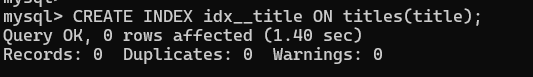 mysql>
mysql> CREATE INDEX idx__title ON titles(title);
Query OK, 0 rows affected (1.40 sec)
Records: 0  Duplicates: 0  Warnings: 0